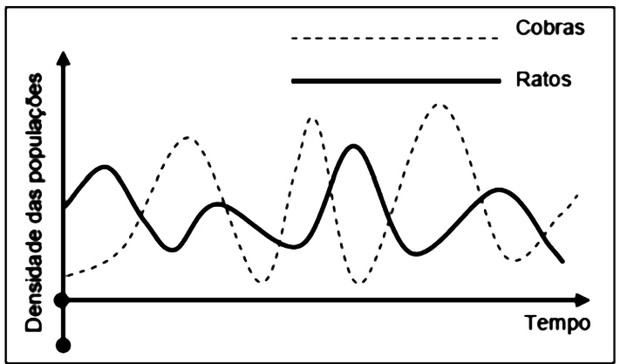 Cobras
Ratos
Densidade das populações
Tempo